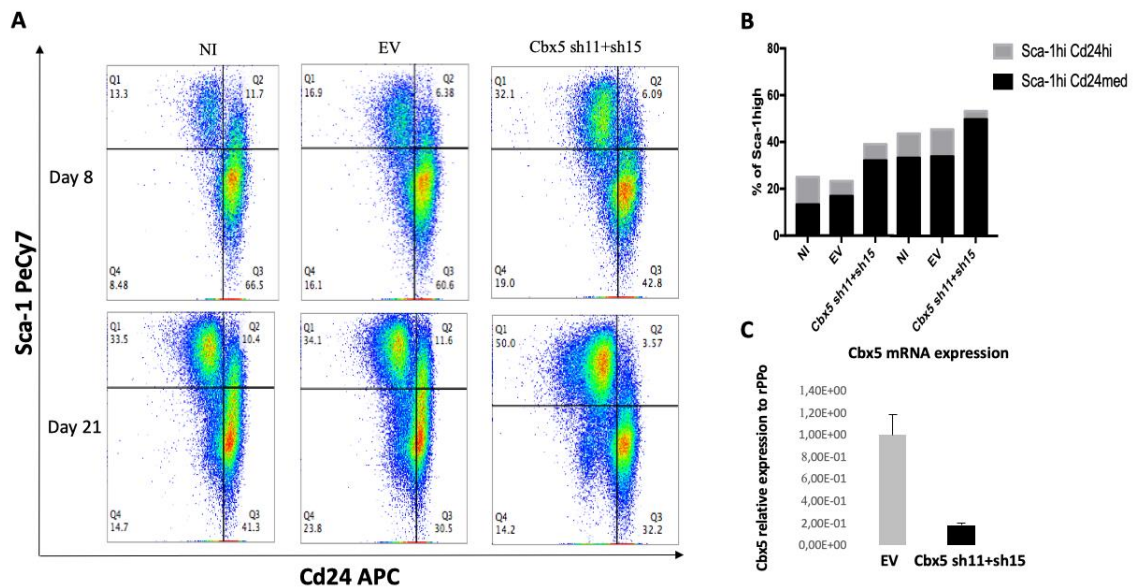 A
NI
EV
Cbx5 sh11+sh15
Sca-1 PeCy7
Day 8
Q1
13.3
Q2
11.7
Q4
8.48
Q3
66.5
Q1
16.9
Q2
6.38
Q4
16.1
Q3
60.6
Q1
32.1
Q2
6.09
Q4
19.0
Q3
42.8
Day 21
Q1
33.5
Q2
10.4
Q4
14.7
Q3
41.3
Q1
34.1
Q2
11.6
Q4
23.8
Q3
30.5
Q1
50.0
Q2
3.57
Q4
14.2
Q3
32.2
Cd24 APC
B
% of Sca-1high
80
60
40
20
0
Sca-1hi Cd24hi
Sca-1hi Cd24med
NI
EV
Cbx5 sh11+sh15
NI
EV
Cbx5 sh11+sh15
C
Cbx5 mRNA expression
Cbx5 relative expression to rPPo
1,40E+00
1,20E+00
1,00E+00
8,00E-01
6,00E-01
4,00E-01
2,00E-01
0,00E+00
EV
Cbx5 sh11+sh15